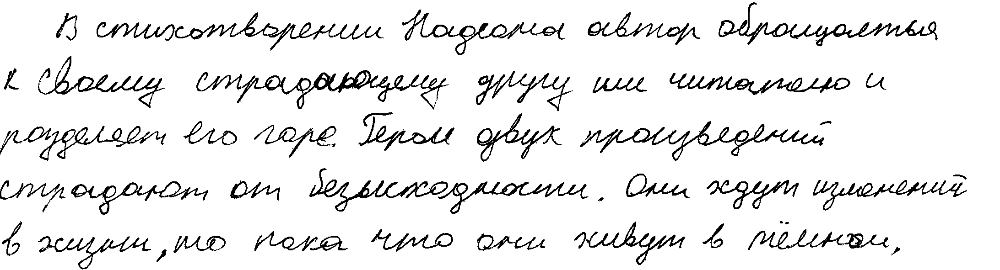 В стихотворении Надсона автор обращается
к своему страдающему другу или читателю и
разделяет его горе. Герои двух произведений
страдают от безысходности. Они ждут изменений
в жизни, но пока что они живут в тёмном,